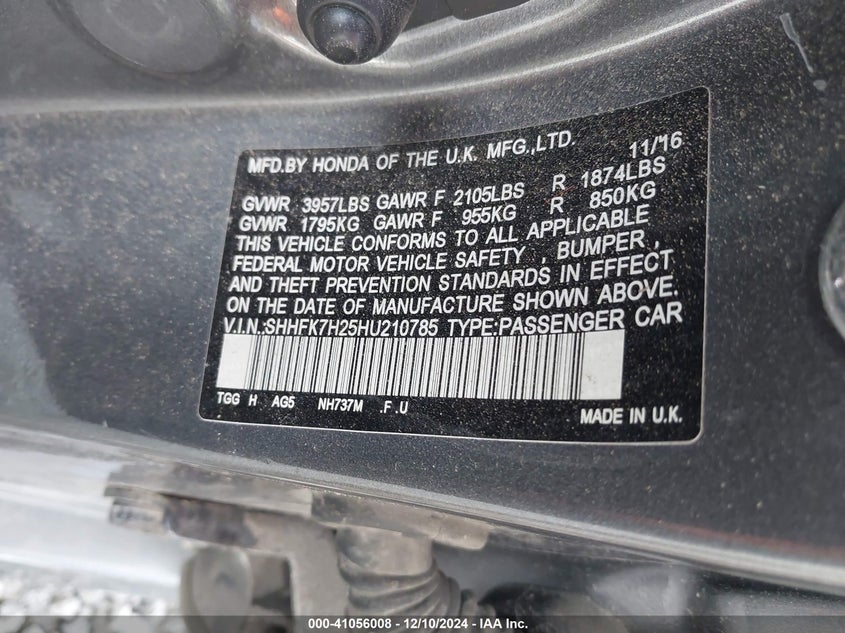 MFD.BY HONDA OF THE U.K. MFG.,LTD. 11/'16
GVWR 3957LBS GAWR F 2105LBS R 1874LBS
GVWR 1795KG GAWR F 955KG R 850KG
THIS VEHICLE CONFORMS TO ALL APPLICABLE
FEDERAL MOTOR VEHICLE SAFETY , BUMPER ,
AND THEFT PREVENTION STANDARDS IN EFFECT
ON THE DATE OF MANUFACTURE SHOWN ABOVE.
V.I.N.:SHHFK7H25HU210785 TYPE:PASSENGER CAR
TGG H AG5 NH737M .F.U
MADE IN U.K.
000-41056008 - 12/10/2024 - IAA Inc.